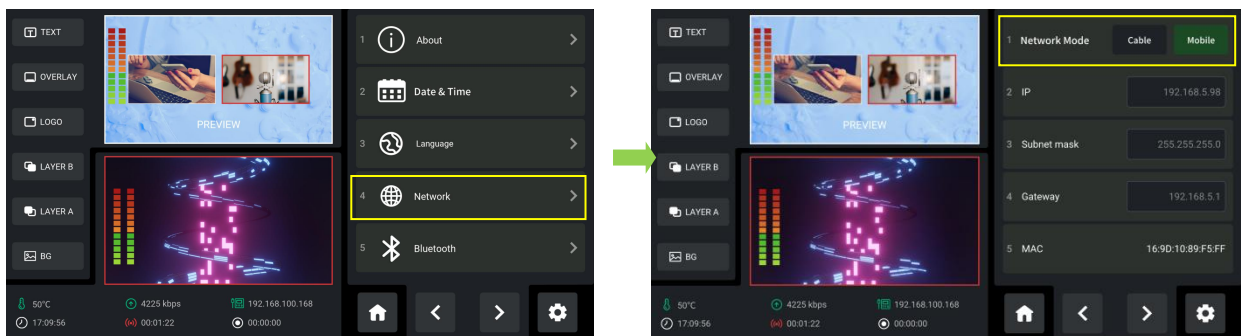 TEXT
OVERLAY
LOGO
LAYER B
LAYER A
BG
PREVIEW
1 About
2 Date & Time
3 Language
4 Network
5 Bluetooth
50°C
4225 kbps
192.168.100.168
17:09:56
00:01:22
00:00:00
TEXT
OVERLAY
LOGO
LAYER B
LAYER A
BG
PREVIEW
1 Network Mode Cable Mobile
2 IP 192.168.5.98
3 Subnet mask 255.255.255.0
4 Gateway 192.168.5.1
5 MAC 16:9D:10:89:F5:FF
50°C
4225 kbps
192.168.100.168
17:09:56
00:01:22
00:00:00